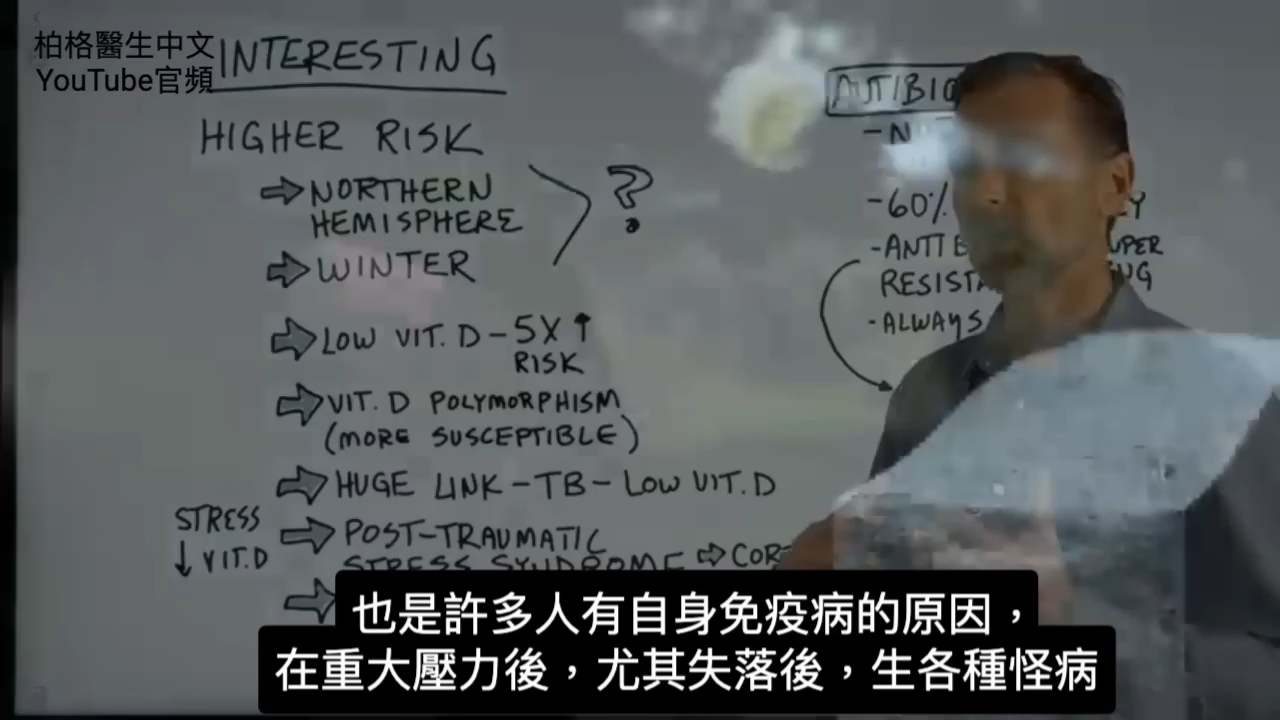 柏格醫生中文
YouTube官頻
INTERESTING
HIGHER RISK
⇨ NORTHERN
HEMISPHERE
⇨ WINTER
?
⇨ LOW VIT. D – 5X ↑
RISK
⇨ VIT. D POLYMORPHISM
(MORE SUSCEPTIBLE)
⇨ HUGE LINK – TB – LOW VIT. D
STRESS
↓ VIT.D
⇨ POST-TRAUMATIC
STRESS SYNDROME ⇨
- 60%
- ALWAYS
也是許多人有自身免疫病的原因，
在重大壓力後，尤其失落後，生各種怪病